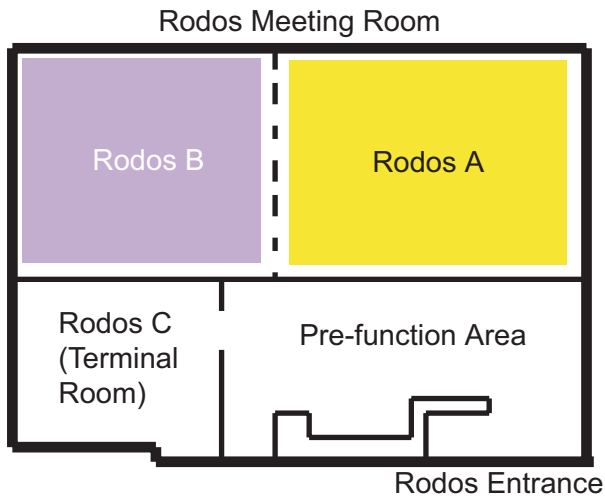 Rodos Meeting Room
Rodos B
Rodos A
Rodos C
(Terminal
Room)
Pre-function Area
Rodos Entrance